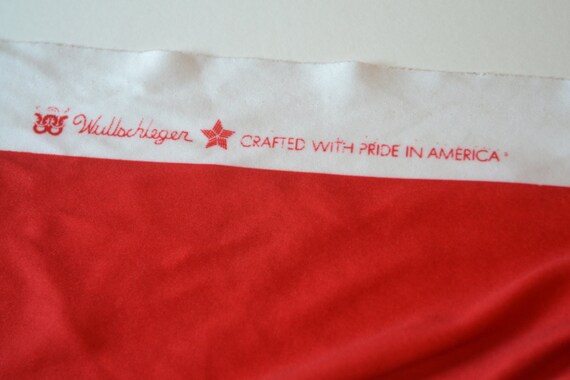 Wullschleger ★ CRAFTED WITH PRIDE IN AMERICA